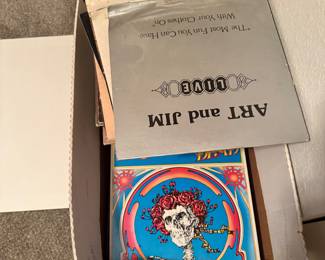 ART and JIM
LIVE
"The Most Fun You Can Have
With Your Clothes On"